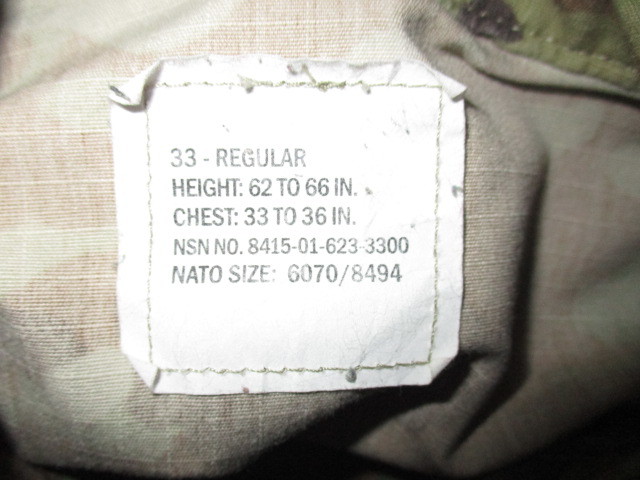 33 - REGULAR
HEIGHT: 62 TO 66 IN.
CHEST: 33 TO 36 IN.
NSN NO. 8415-01-623-3300
NATO SIZE: 6070/8494